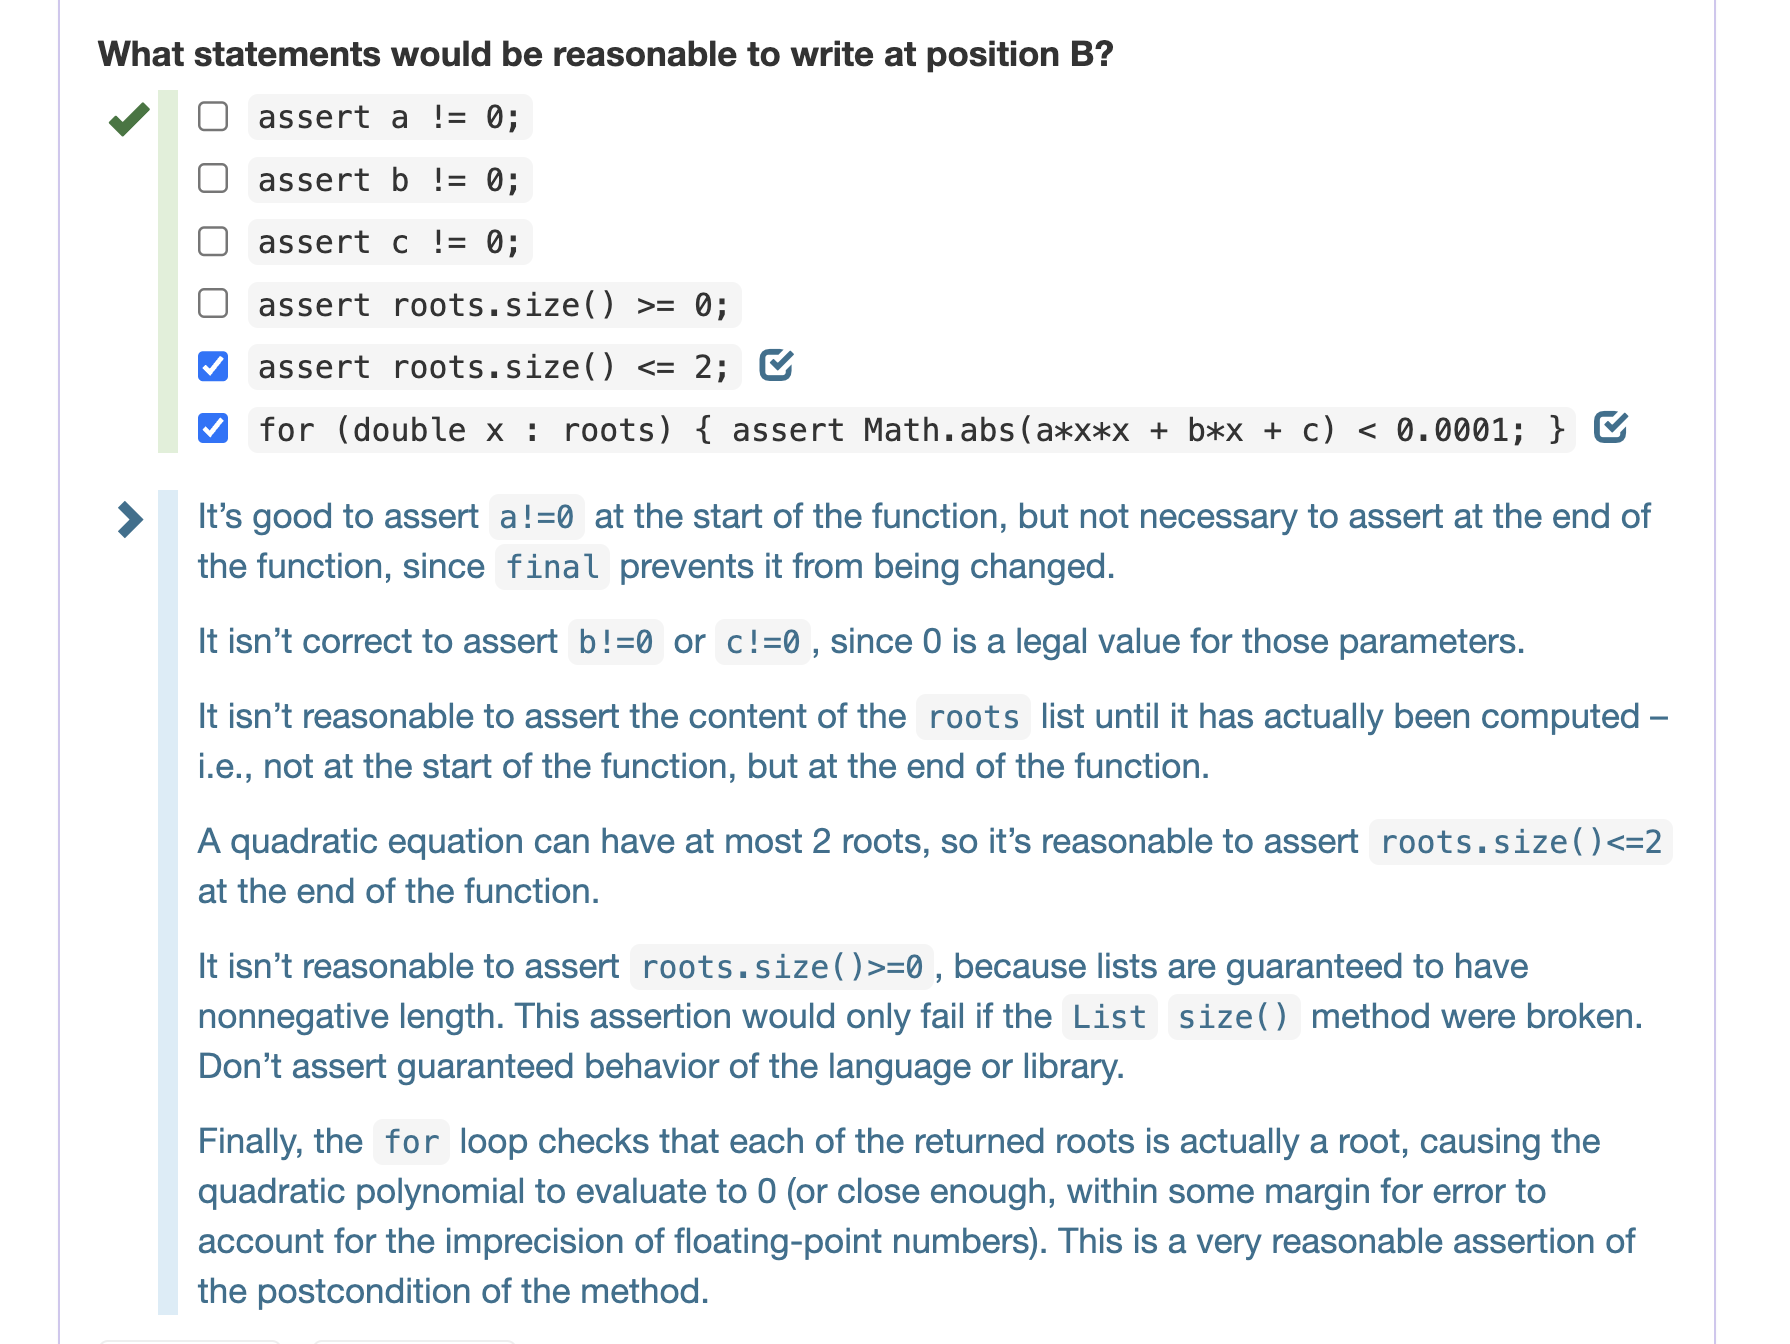 What statements would be reasonable to write at position B?
assert a != 0;
assert b != 0;
assert c != 0;
assert roots.size() >= 0;
assert roots.size() <= 2;
for (double x : roots) { assert Math.abs(a*x*x + b*x + c) < 0.0001; }
It’s good to assert a!=0 at the start of the function, but not necessary to assert at the end of
the function, since final prevents it from being changed.
It isn’t correct to assert b!=0 or c!=0, since 0 is a legal value for those parameters.
It isn’t reasonable to assert the content of the roots list until it has actually been computed –
i.e., not at the start of the function, but at the end of the function.
A quadratic equation can have at most 2 roots, so it’s reasonable to assert roots.size()<=2
at the end of the function.
It isn’t reasonable to assert roots.size()>=0, because lists are guaranteed to have
nonnegative length. This assertion would only fail if the List size() method were broken.
Don’t assert guaranteed behavior of the language or library.
Finally, the for loop checks that each of the returned roots is actually a root, causing the
quadratic polynomial to evaluate to 0 (or close enough, within some margin for error to
account for the imprecision of floating-point numbers). This is a very reasonable assertion of
the postcondition of the method.